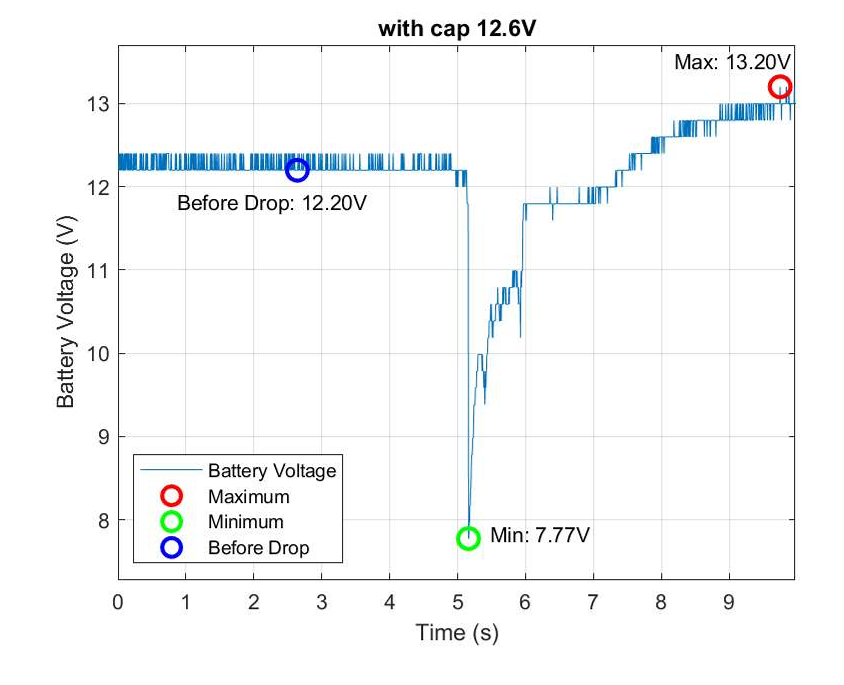 with cap 12.6V
Max: 13.20V
Before Drop: 12.20V
Min: 7.77V
Battery Voltage (V)
13
12
11
10
9
8
Battery Voltage
Maximum
Minimum
Before Drop
0 1 2 3 4 5 6 7 8 9
Time (s)